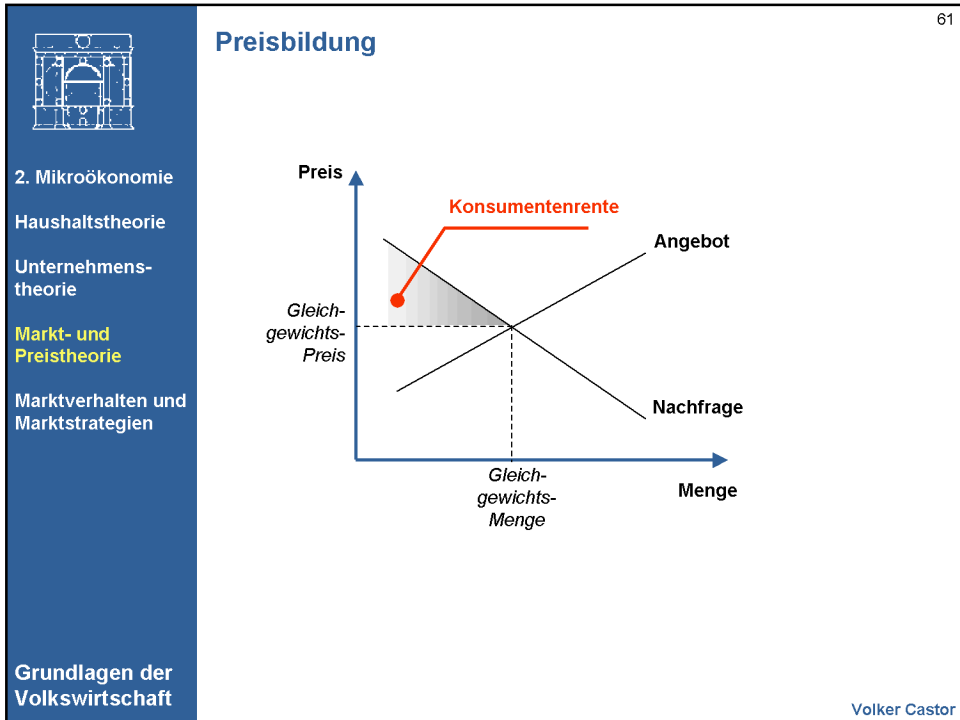 61
Preisbildung
2. Mikroökonomie
Haushaltstheorie
Unternehmens-
theorie
Markt- und
Preistheorie
Marktverhalten und
Marktstrategien
Grundlagen der
Volkswirtschaft
Preis
Konsumentenrente
Angebot
Gleich-
gewichts-
Preis
Nachfrage
Gleich-
gewichts-
Menge
Menge
Volker Castor